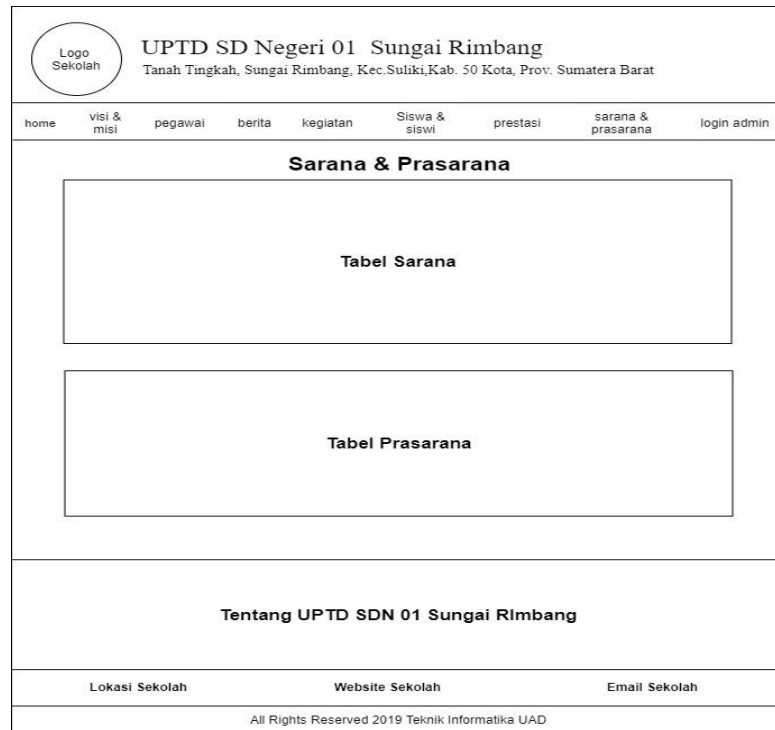 Logo
Sekolah
UPTD SD Negeri 01 Sungai Rimbang
Tanah Tingkah, Sungai Rimbang, Kec.Suliki,Kab. 50 Kota, Prov. Sumatera Barat
home
visi &
misi
pegawai
berita
kegiatan
Siswa &
siswi
prestasi
sarana &
prasarana
login admin
Sarana & Prasarana
Tabel Sarana
Tabel Prasarana
Tentang UPTD SDN 01 Sungai RImbang
Lokasi Sekolah
Website Sekolah
Email Sekolah
All Rights Reserved 2019 Teknik Informatika UAD